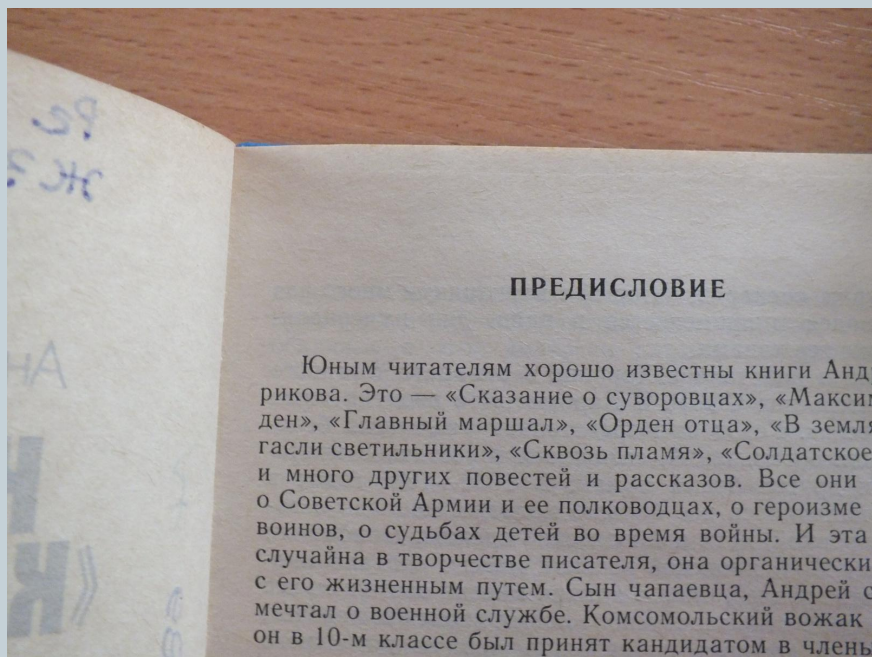 ПРЕДИСЛОВИЕ
Юным читателям хорошо известны книги Анд
рикова. Это — «Сказание о суворовцах», «Максим
ден», «Главный маршал», «Орден отца», «В земля
гасли светильники», «Сквозь пламя», «Солдатское
и много других повестей и рассказов. Все они
о Советской Армии и ее полководцах, о героизме
воинов, о судьбах детей во время войны. И эта
случайна в творчестве писателя, она органически
с его жизненным путем. Сын чапаевца, Андрей с
мечтал о военной службе. Комсомольский вожак
он в 10-м классе был принят кандидатом в члены